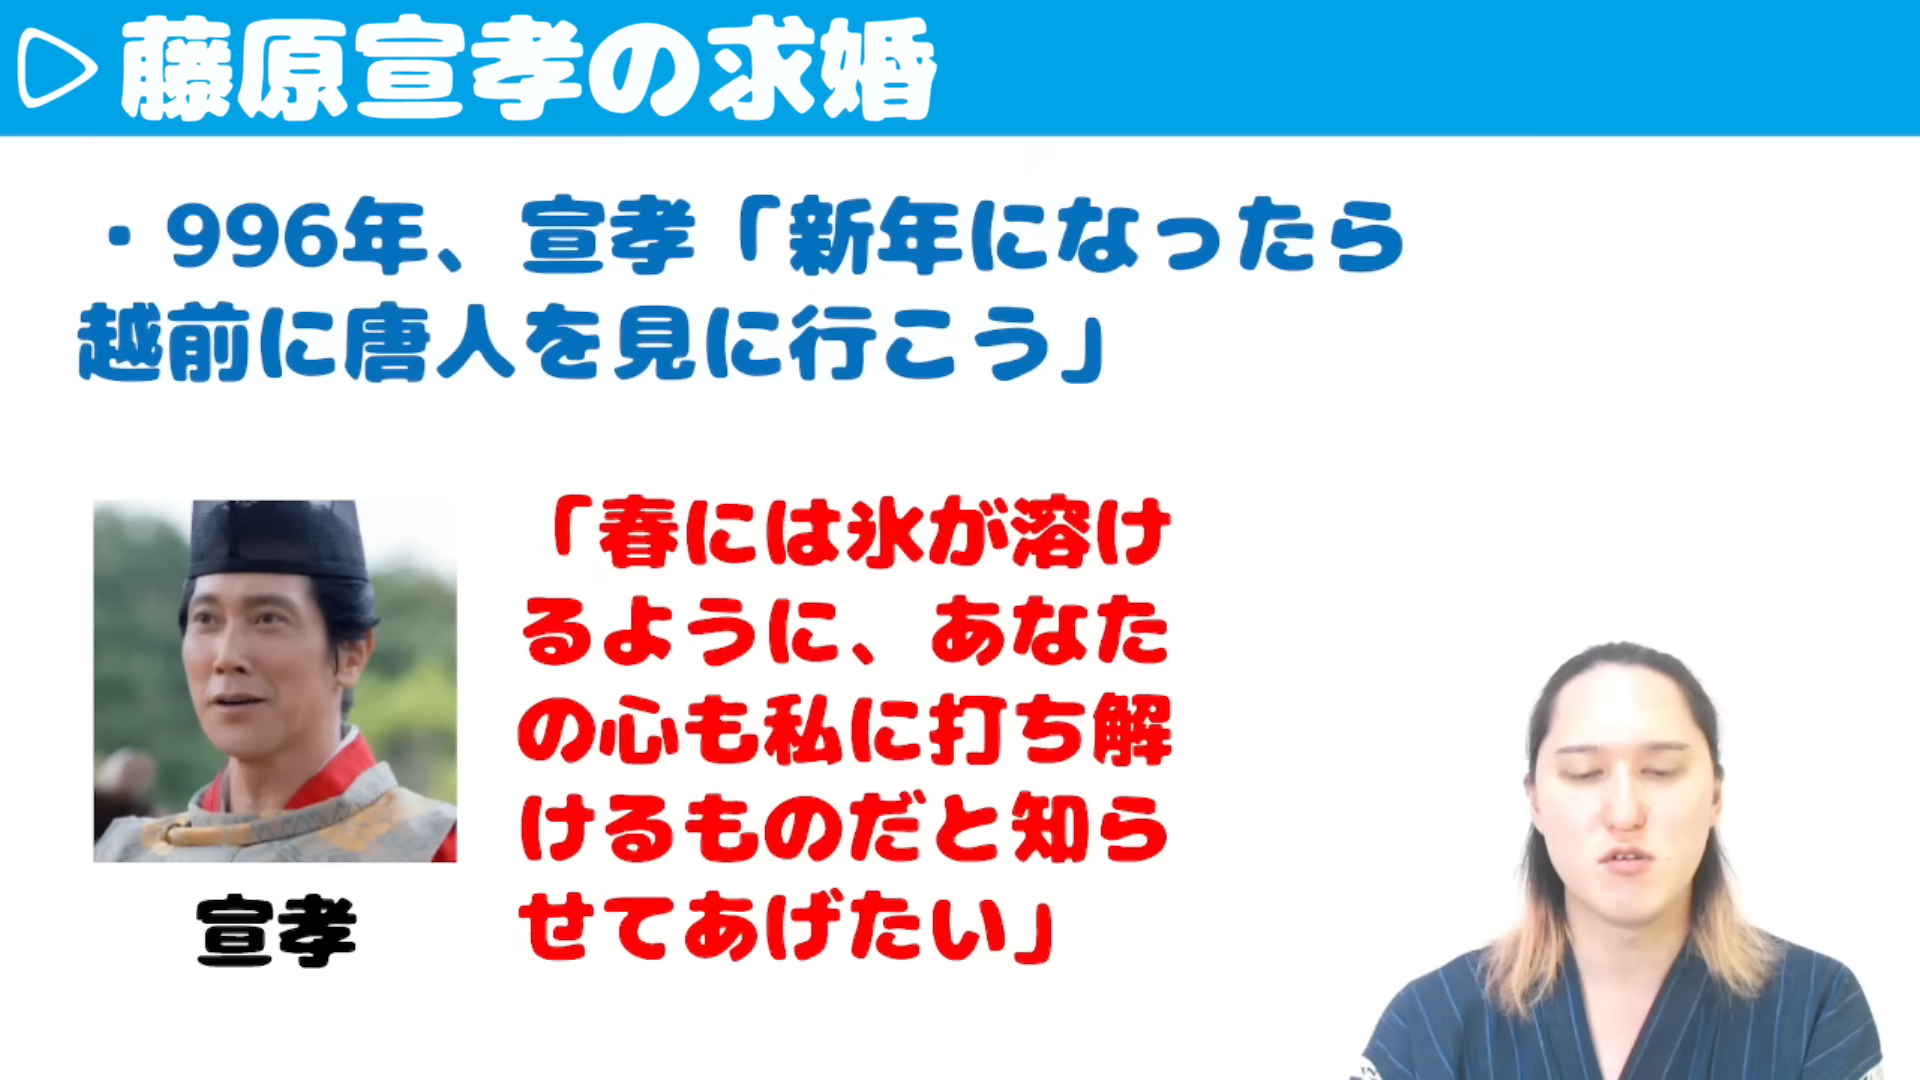 藤原宣孝の求婚
・996年、宣孝「新年になったら
越前に唐人を見に行こう」
「春には氷が溶け
るように、あなた
の心も私に打ち解
けるものだと知ら
せてあげたい」
宣孝